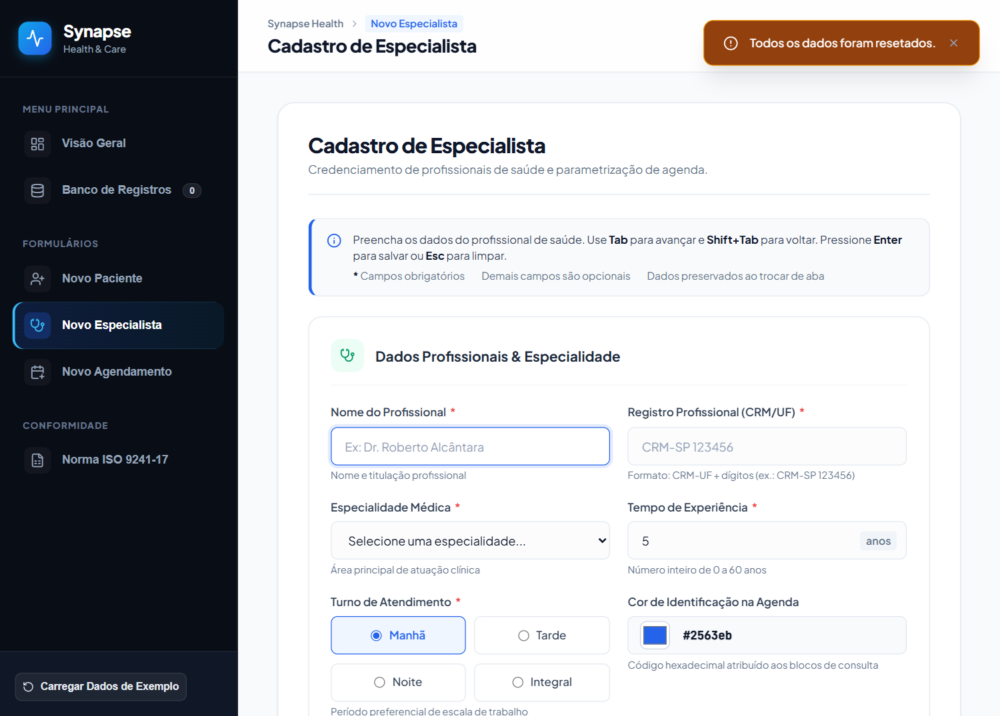 Synapse
Health & Care
MENU PRINCIPAL
Visão Geral
Banco de Registros 0
FORMULÁRIOS
Novo Paciente
Novo Especialista
Novo Agendamento
CONFORMIDADE
Norma ISO 9241-17
Carregar Dados de Exemplo
Synapse Health > Novo Especialista
Cadastro de Especialista
Todos os dados foram resetados.
Cadastro de Especialista
Credenciamento de profissionais de saúde e parametrização de agenda.
Preencha os dados do profissional de saúde. Use Tab para avançar e Shift+Tab para voltar. Pressione Enter
para salvar ou Esc para limpar.
* Campos obrigatórios Demais campos são opcionais Dados preservados ao trocar de aba
Dados Profissionais & Especialidade
Nome do Profissional *
Ex: Dr. Roberto Alcântara
Nome e titulação profissional
Registro Profissional (CRM/UF) *
CRM-SP 123456
Formato: CRM-UF + dígitos (ex.: CRM-SP 123456)
Especialidade Médica *
Selecione uma especialidade...
Área principal de atuação clínica
Tempo de Experiência *
5 anos
Número inteiro de 0 a 60 anos
Turno de Atendimento *
Manhã Tarde
Noite Integral
Período preferencial de escala de trabalho
Cor de Identificação na Agenda
#2563eb
Código hexadecimal atribuído aos blocos de consulta